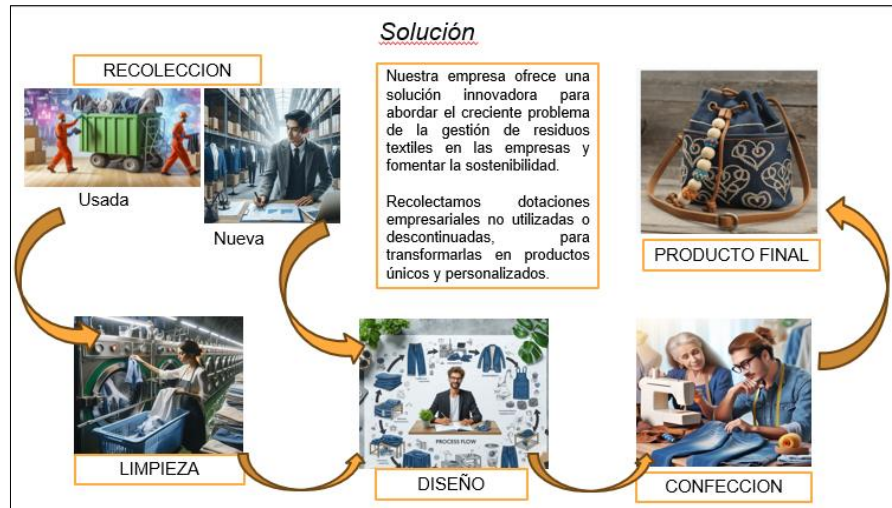 Solución
RECOLECCION
Usada
Nueva
Nuestra empresa ofrece una
solución innovadora para
abordar el creciente problema
de la gestión de residuos
textiles en las empresas y
fomentar la sostenibilidad.
Recolectamos dotaciones
empresariales no utilizadas o
descontinuadas, para
transformarlas en productos
únicos y personalizados.
PRODUCTO FINAL
LIMPIEZA
PROCESS FLOW
DISEÑO
CONFECCION